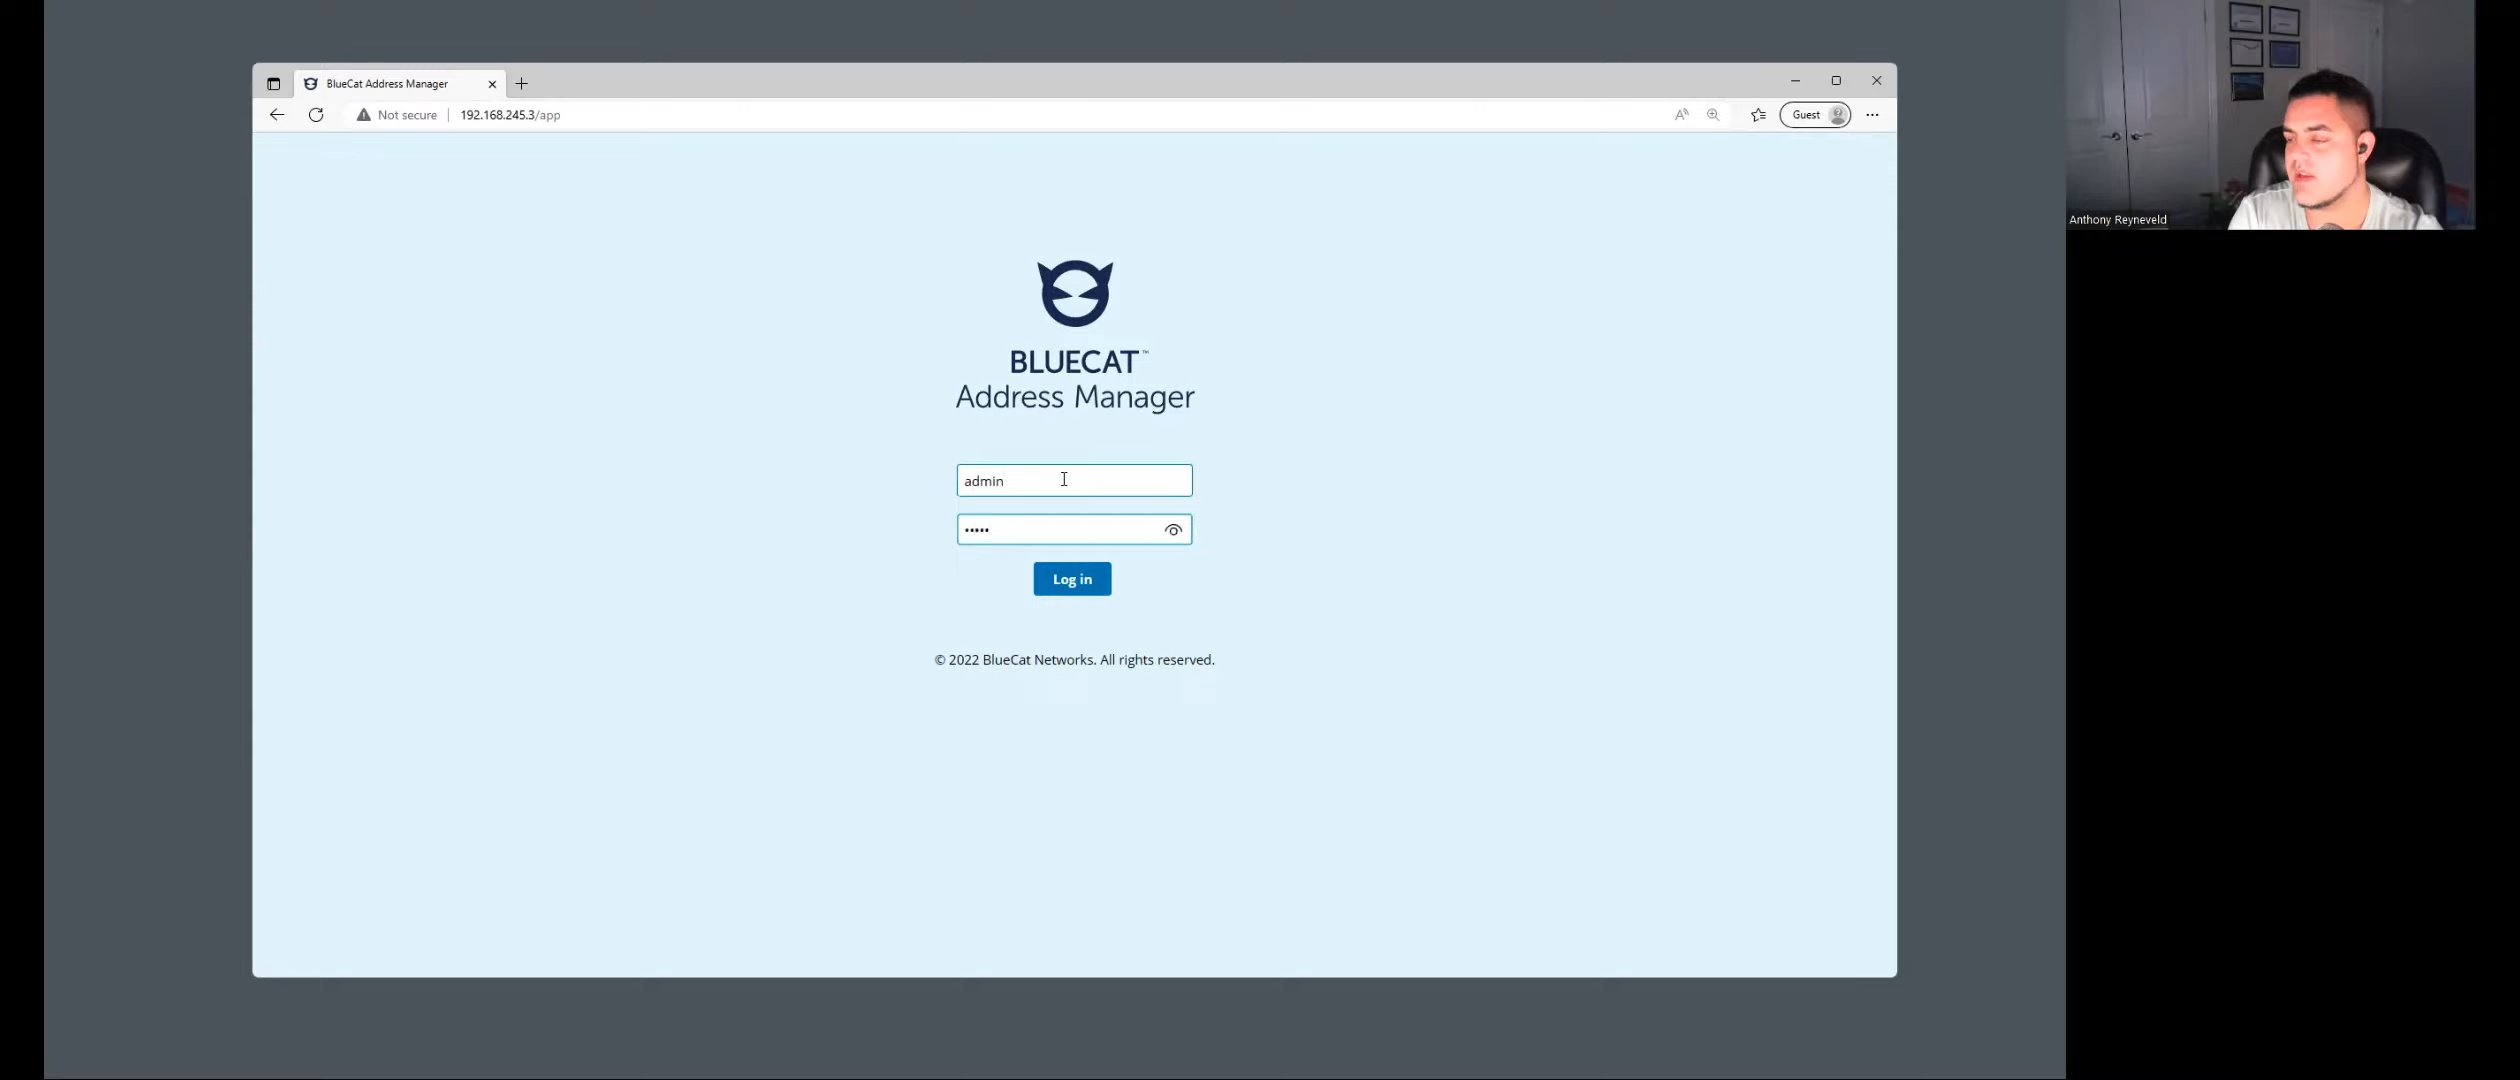 BlueCat Address Manager
Not secure
192.168.245.3/app
Guest
BLUECAT™
Address Manager
admin
•••••
Log in
© 2022 BlueCat Networks. All rights reserved.
Anthony Reyneveld